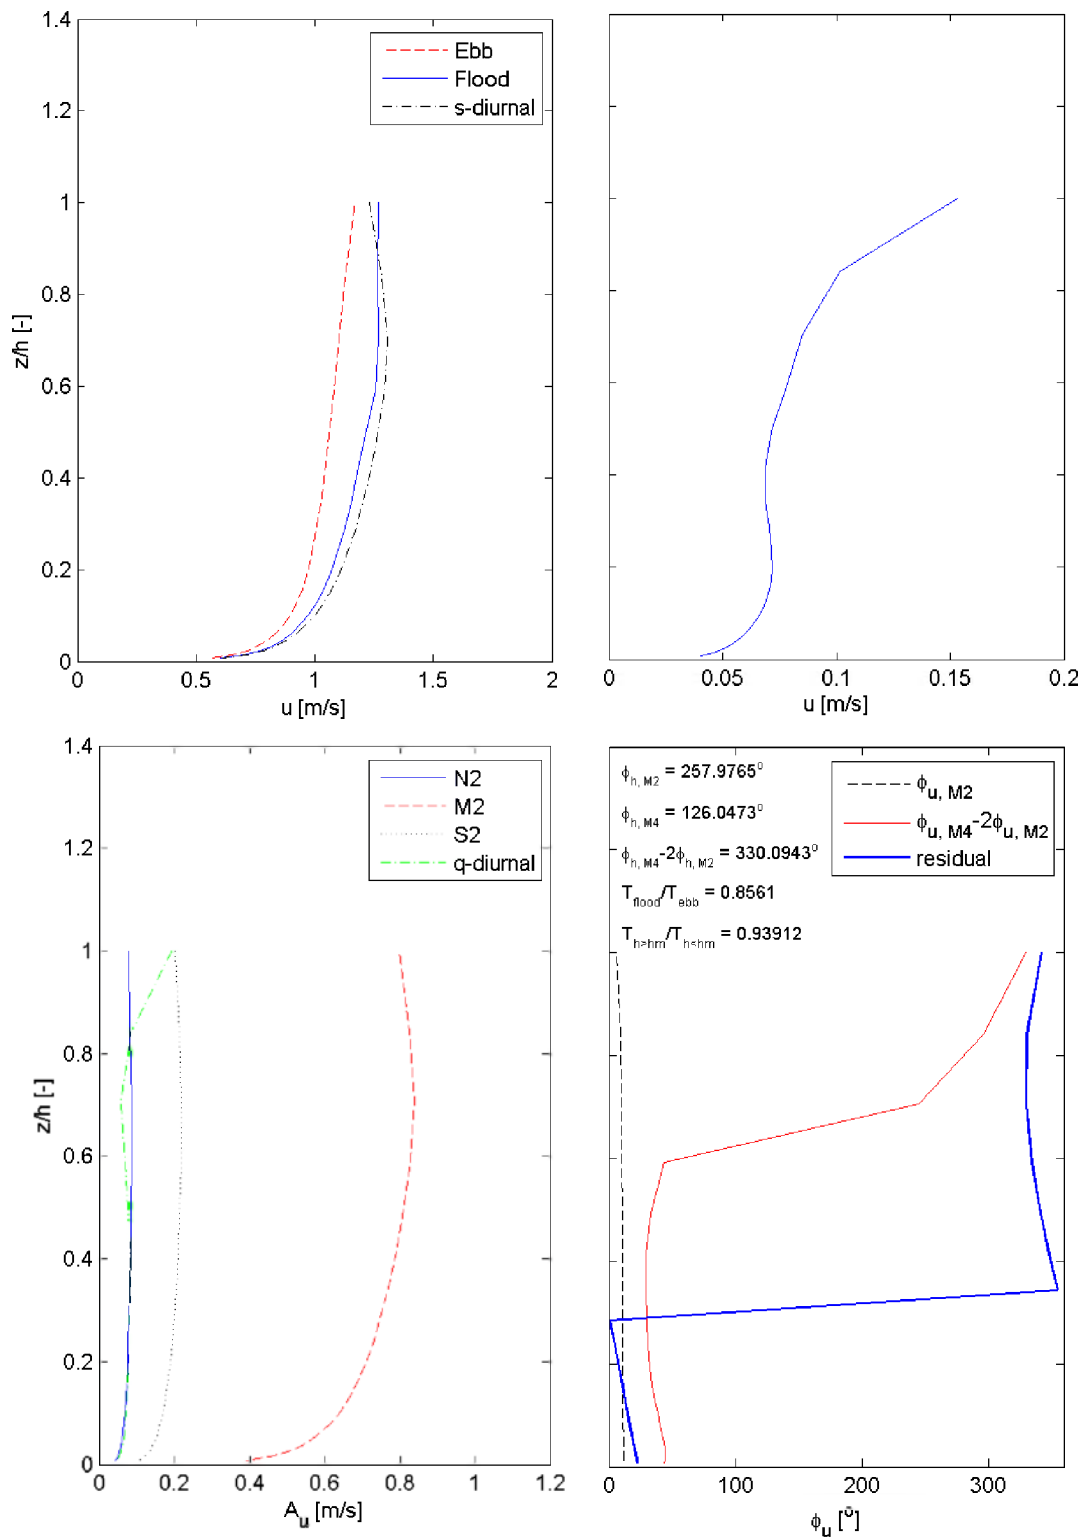 1.4
1.2
1
0.8
0.6
0.4
0.2
0
z/h [-]
0 0.5 1 1.5 2
u [m/s]
Ebb
Flood
s-diurnal
0 0.05 0.1 0.15 0.2
u [m/s]
1.4
1.2
1
0.8
0.6
0.4
0.2
0
z/h [-]
0 0.2 0.4 0.6 0.8 1 1.2
A_u [m/s]
N2
M2
S2
q-diurnal
ϕ_h, M2 = 257.9765°
ϕ_h, M4 = 126.0473°
ϕ_h, M4-2ϕ_h, M2 = 330.0943°
T_flood/T_ebb = 0.8561
T_h>hm/T_h<hm = 0.93912
ϕ_u, M2
ϕ_u, M4-2ϕ_u, M2
residual
0 100 200 300
ϕ_u [°]